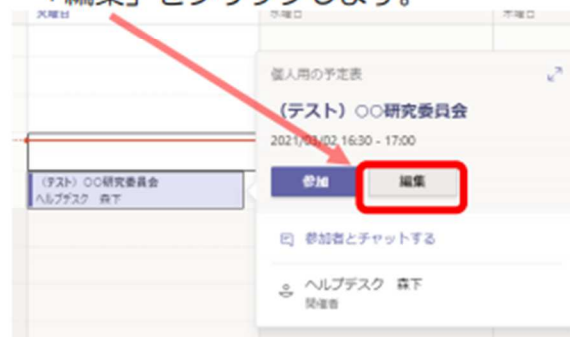 「編集」をクリックします。
火曜日
水曜日
木曜日
個人用の予定表
（テスト）〇〇研究委員会
2021/03/02 16:30 - 17:00
参加
編集
（テスト）〇〇研究委員会
ヘルプデスク 森下
参加者とチャットする
ヘルプデスク 森下
開催者